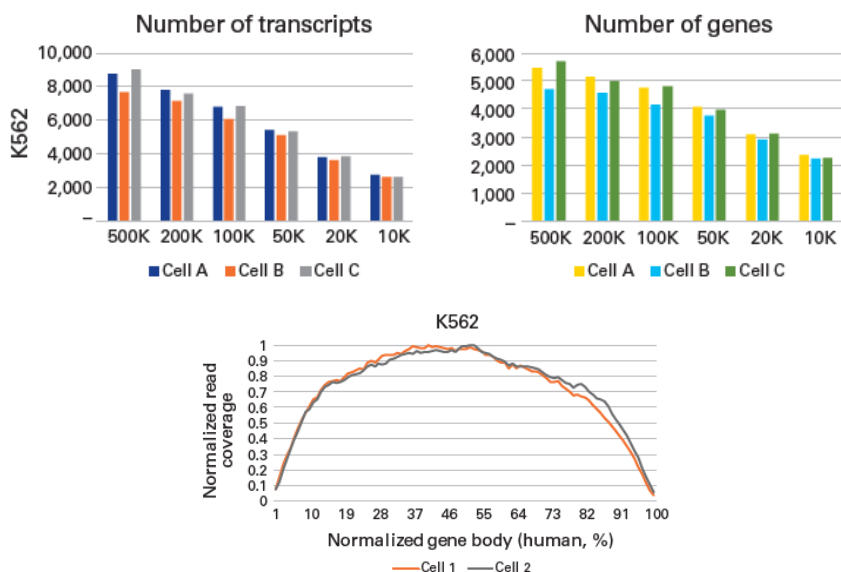 Number of transcripts
K562
10,000
8,000
6,000
4,000
2,000
–
500K 200K 100K 50K 20K 10K
Cell A Cell B Cell C
Number of genes
6,000
5,000
4,000
3,000
2,000
1,000
–
500K 200K 100K 50K 20K 10K
Cell A Cell B Cell C
K562
Normalized read
coverage
1
0.9
0.8
0.7
0.6
0.5
0.4
0.3
0.2
0.1
0
1 10 19 28 37 46 55 64 73 82 91 100
Normalized gene body (human, %)
Cell 1 Cell 2